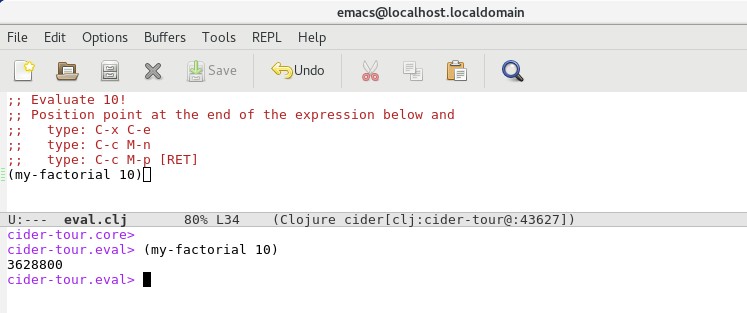 emacs@localhost.localdomain
File Edit Options Buffers Tools REPL Help
Save Undo
;; Evaluate 10!
;; Position point at the end of the expression below and
;;   type: C-x C-e
;;   type: C-c M-n
;;   type: C-c M-p [RET]
(my-factorial 10)
U:---  eval.clj       80% L34    (Clojure cider[clj:cider-tour@:43627])
cider-tour.core>
cider-tour.eval> (my-factorial 10)
3628800
cider-tour.eval>